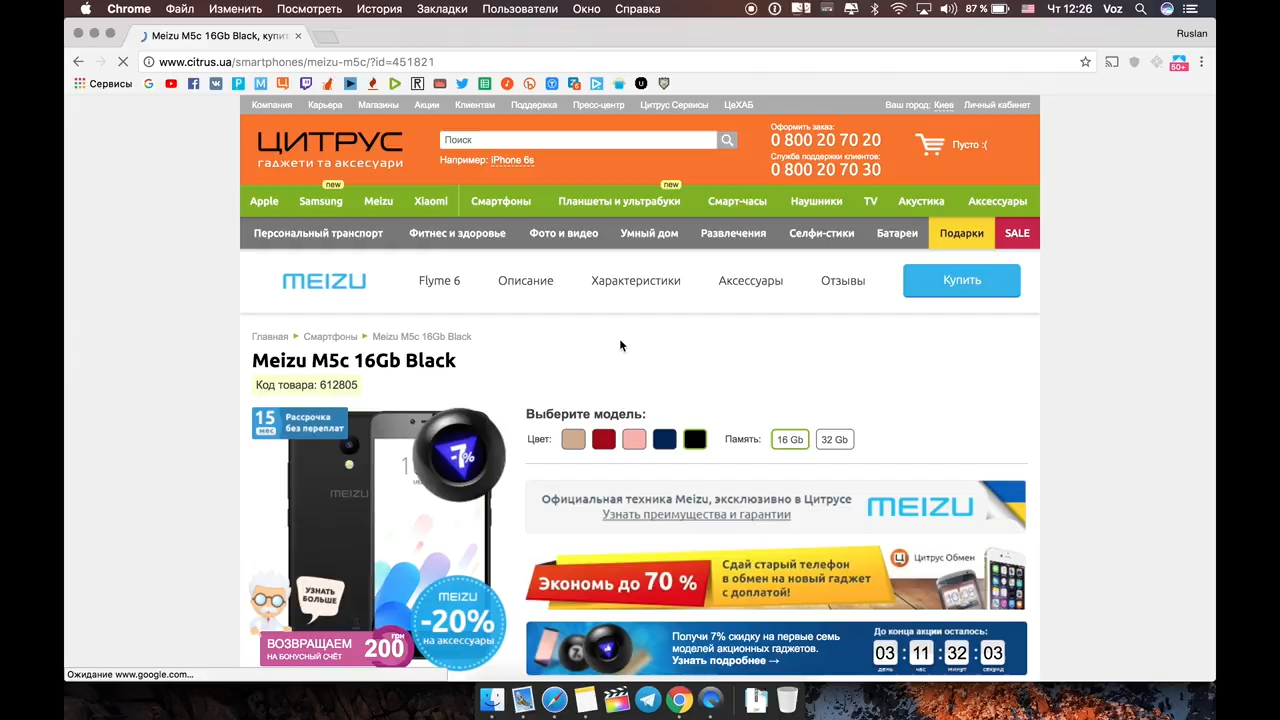 Chrome Файл Изменить Посмотреть История Закладки Пользователи Окно Справка 87 % Чт 12:26 Voz
Meizu M5c 16Gb Black, купит
Ruslan
www.citrus.ua/smartphones/meizu-m5c/?id=451821
Сервисы
50+
Компания Карьера Магазины Акции Клиентам Поддержка Пресс-центр Цитрус Сервисы ЦеХАБ Ваш город: Киев Личный кабинет
ЦИТРУС
гаджети та аксесуари
Поиск
Например: iPhone 6s
Оформить заказ:
0 800 20 70 20
Служба поддержки клиентов:
0 800 20 70 30
Пусто :(
new new
Apple Samsung Meizu Xiaomi Смартфоны Планшеты и ультрабуки Смарт-часы Наушники TV Акустика Аксессуары
Персональный транспорт Фитнес и здоровье Фото и видео Умный дом Развлечения Селфи-стики Батареи Подарки SALE
MEIZU Flyme 6 Описание Характеристики Аксессуары Отзывы Купить
Главная Смартфоны Meizu M5c 16Gb Black
Meizu M5c 16Gb Black
Код товара: 612805
15 мес Рассрочка без переплат
-7%
MEIZU
УЗНАТЬ БОЛЬШЕ
MEIZU
-20%
на аксессуары
ВОЗВРАЩАЕМ
НА БОНУСНЫЙ СЧЁТ
200 грн
Выберите модель:
Цвет: Память: 16 Gb 32 Gb
Официальная техника Meizu, эксклюзивно в Цитрусе
Узнать преимущества и гарантии
MEIZU
Экономь до 70 %
Сдай старый телефон
в обмен на новый гаджет
с доплатой!
Цитрус Обмен
Получи 7% скидку на первые семь
моделей акционных гаджетов.
Узнать подробнее →
До конца акции осталось:
03 : 11 : 32 : 03
день час минут секунд
Ожидание www.google.com...